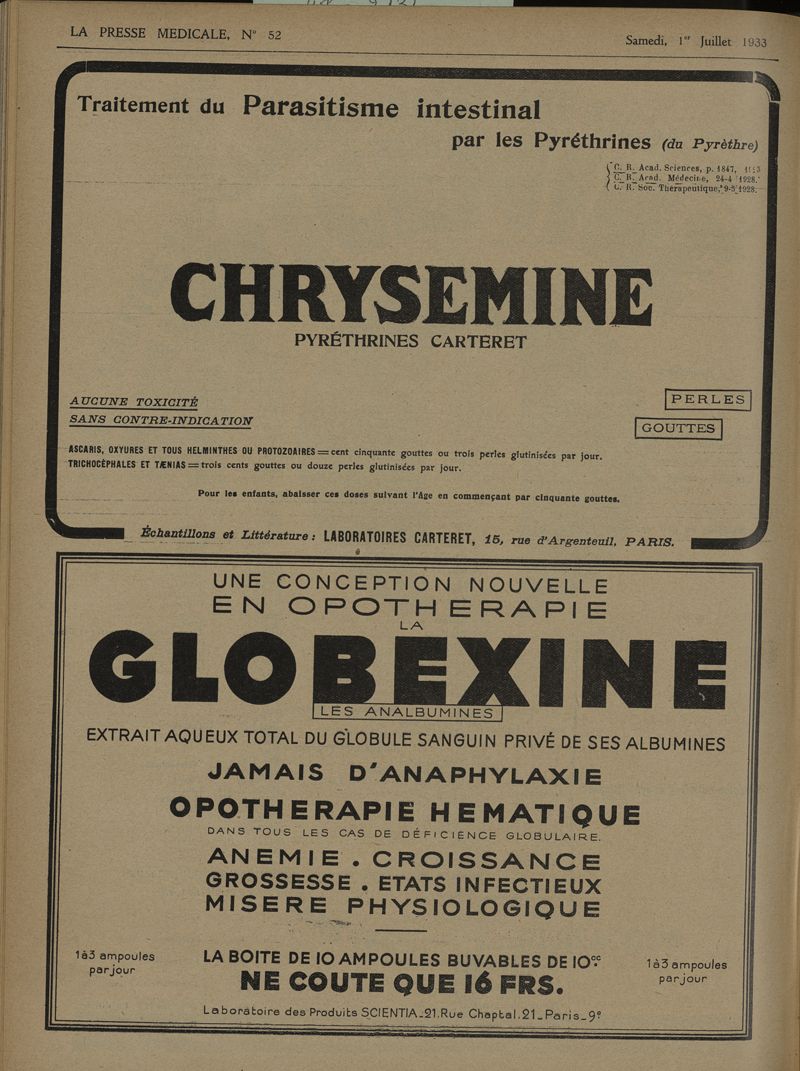 LA PRESSE MEDICALE, N° 52
Samedi, 1er Juillet 1933
Traitement du Parasitisme intestinal
par les Pyréthrines (du Pyrèthre)
C. R. Acad. Sciences, p. 1847,
C. R. Acad. Médecine, 24-4 1928.
C. R. Soc. Thérapeutique, 9-5 1928.
CHRYSEMINE
PYRÉTHRINES CARTERET
AUCUNE TOXICITÉ
SANS CONTRE-INDICATION
PERLES
GOUTTES
ASCARIS, OXYURES ET TOUS HELMINTHES OU PROTOZOAIRES = cent cinquante gouttes ou trois perles glutinisées par jour.
TRICHOCÉPHALES ET TÆNIAS = trois cents gouttes ou douze perles glutinisées par jour.
Pour les enfants, abaisser ces doses suivant l'âge en commençant par cinquante gouttes.
Échantillons et Littérature : LABORATOIRES CARTERET, 15, rue d'Argenteuil, PARIS.
UNE CONCEPTION NOUVELLE
EN OPOTHERAPIE
LA
GLOBEXINE
LES ANALBUMINES
EXTRAIT AQUEUX TOTAL DU GLOBULE SANGUIN PRIVÉ DE SES ALBUMINES
JAMAIS D'ANAPHYLAXIE
OPOTHERAPIE HEMATIQUE
DANS TOUS LES CAS DE DÉFICIENCE GLOBULAIRE.
ANEMIE . CROISSANCE
GROSSESSE . ETATS INFECTIEUX
MISERE PHYSIOLOGIQUE
1 à 3 ampoules
par jour
LA BOITE DE 10 AMPOULES BUVABLES DE 10cc.
NE COUTE QUE 16 FRS.
1 à 3 ampoules
par jour
Laboratoire des Produits SCIENTIA_21.Rue Chaptal.21_Paris_9e